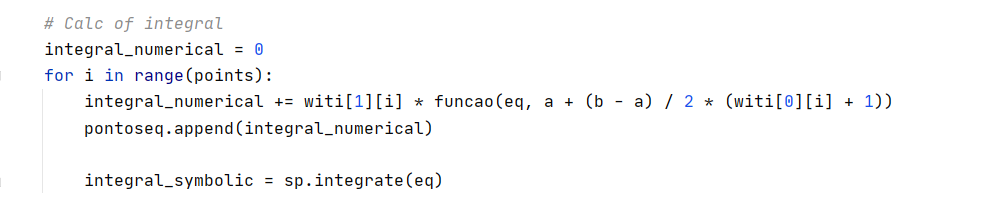 # Calc of integral
integral_numerical = 0
for i in range(points):
    integral_numerical += witi[1][i] * funcao(eq, a + (b - a) / 2 * (witi[0][i] + 1))
    pontoseq.append(integral_numerical)

    integral_symbolic = sp.integrate(eq)